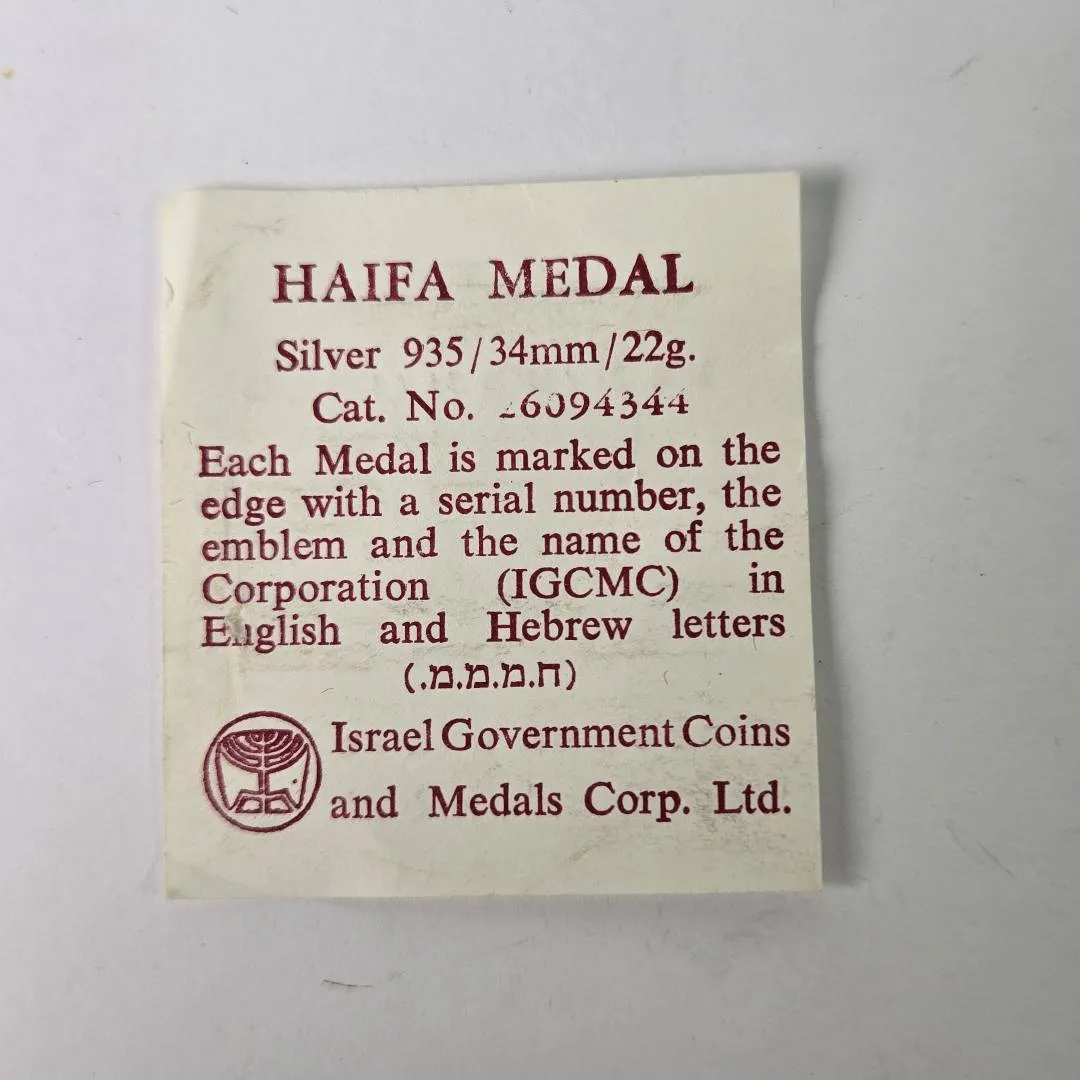 HAIFA MEDAL
Silver 935/34mm/22g.
Cat. No. 26094344
Each Medal is marked on the
edge with a serial number, the
emblem and the name of the
Corporation (IGCMC) in
English and Hebrew letters
(.ח.מ.מ.מ)
Israel Government Coins
and Medals Corp. Ltd.